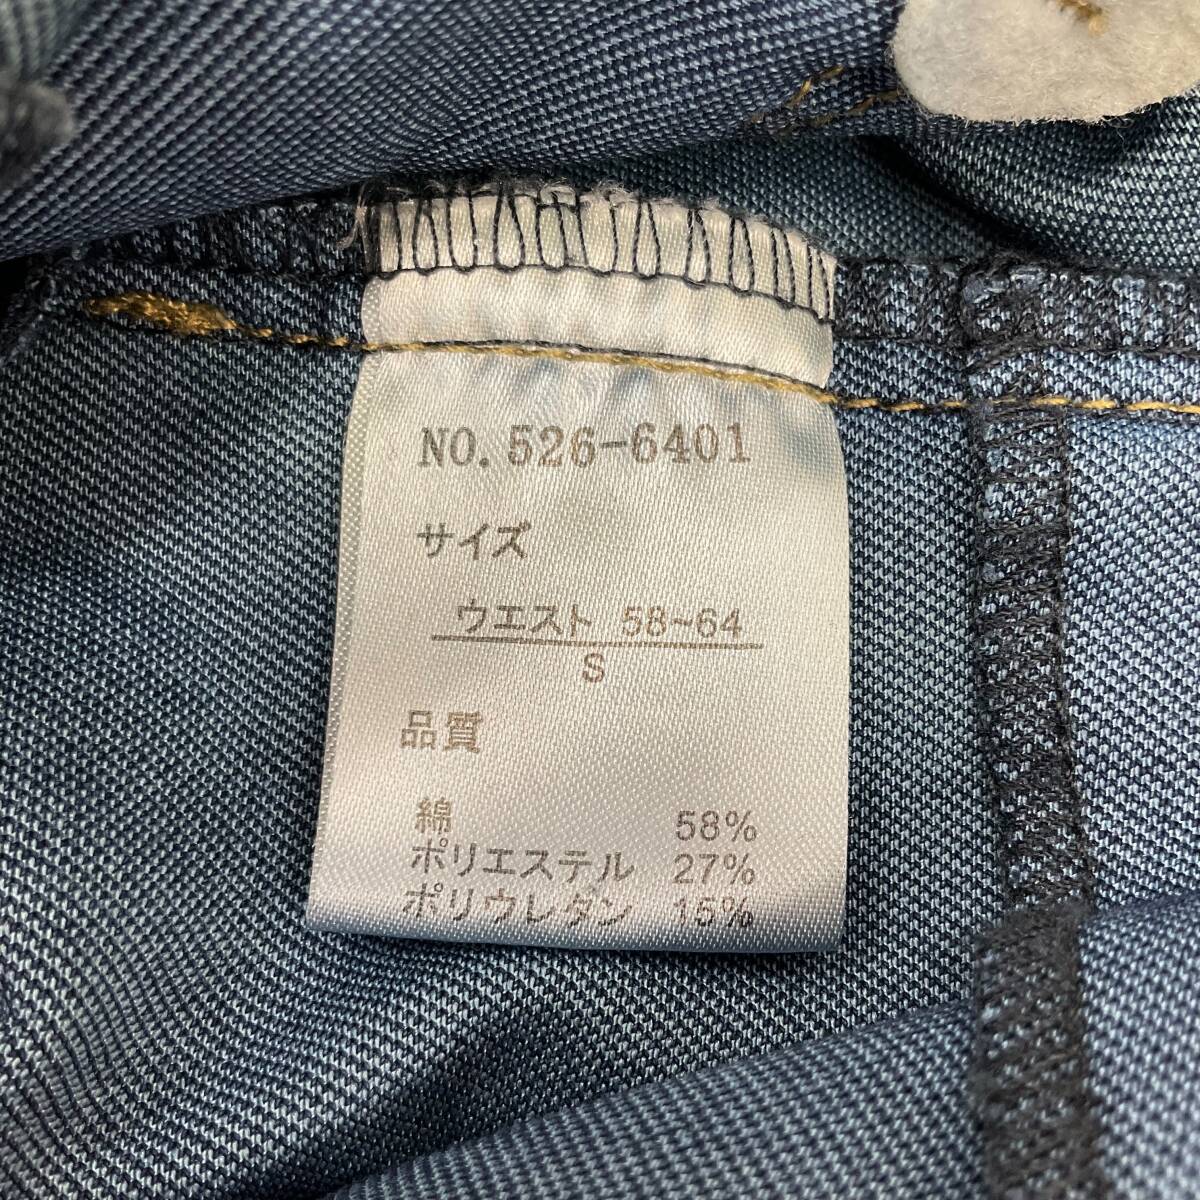 NO. 526-6401
サイズ
ウエスト 58~64
S
品質
綿 58%
ポリエステル 27%
ポリウレタン 15%